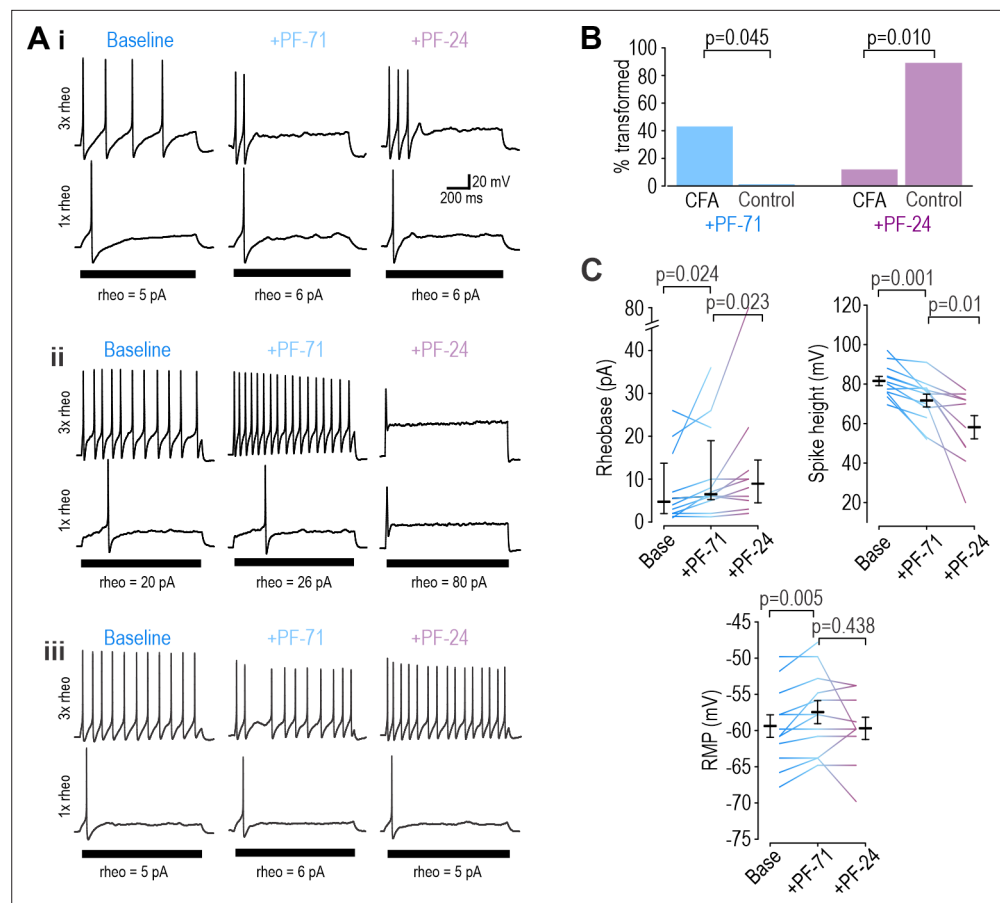 A i
Baseline
+PF-71
+PF-24
3x rheo
20 mV
200 ms
1x rheo
rheo = 5 pA
rheo = 6 pA
rheo = 6 pA
ii
Baseline
+PF-71
+PF-24
3x rheo
1x rheo
rheo = 20 pA
rheo = 26 pA
rheo = 80 pA
iii
Baseline
+PF-71
+PF-24
3x rheo
1x rheo
rheo = 5 pA
rheo = 6 pA
rheo = 5 pA
B
p=0.045
p=0.010
% transformed
100
80
60
40
20
0
CFA
Control
CFA
Control
+PF-71
+PF-24
C
p=0.024
p=0.023
Rheobase (pA)
80
40
30
20
10
0
Base
+PF-71
+PF-24
p=0.001
p=0.01
Spike height (mV)
120
100
80
60
40
20
Base
+PF-71
+PF-24
p=0.005
p=0.438
RMP (mV)
-45
-50
-55
-60
-65
-70
-75
Base
+PF-71
+PF-24